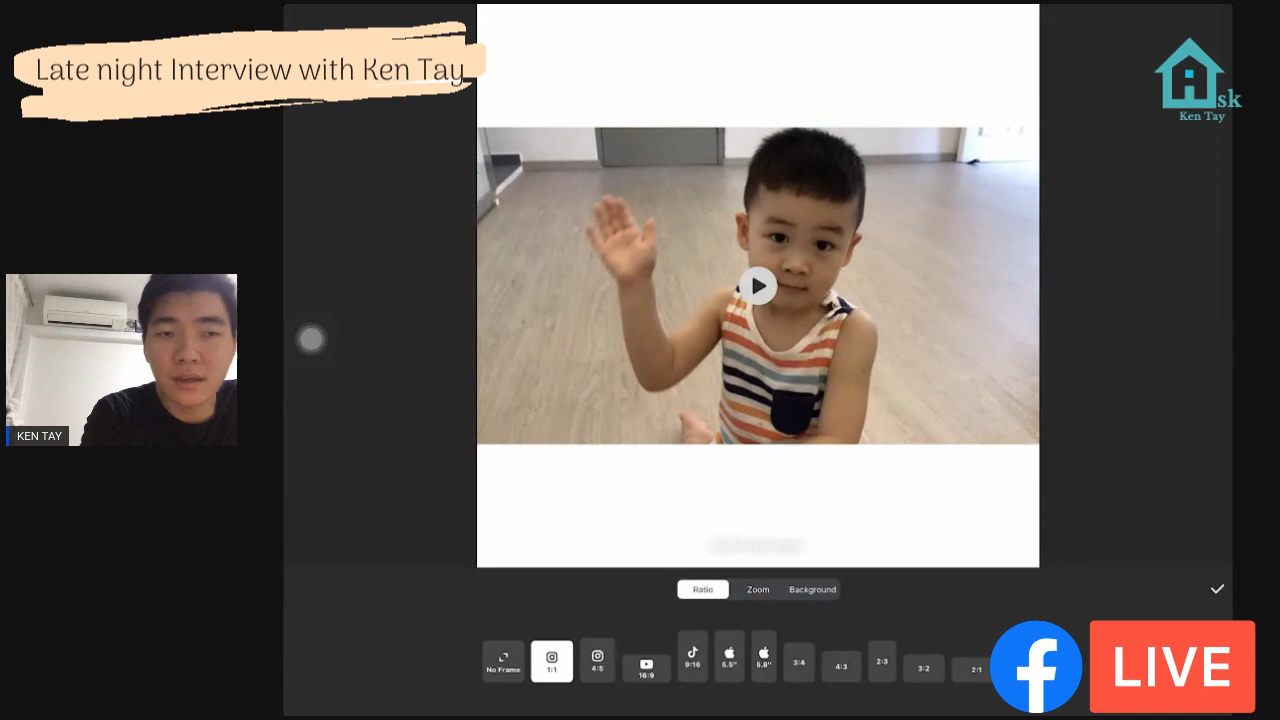 Late night Interview with Ken Tay
sk
Ken Tay
KEN TAY
Ratio
Zoom
Background
No Frame
1:1
4:5
16:9
9:16
5.5"
5.8"
3:4
4:3
2:3
3:2
2:1
LIVE